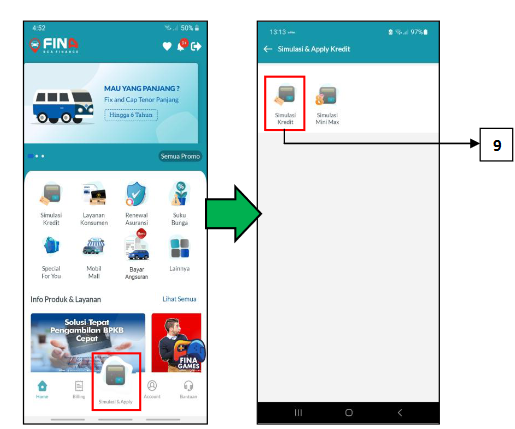 4:52
50%
FINA
BCA FINANCE
MAU YANG PANJANG ?
Fix and Cap Tenor Panjang
Hingga 6 Tahun
Semua Promo
Simulasi Kredit
Layanan Konsumen
Renewal Asuransi
Suku Bunga
Special For You
Mobil Mall
Bayar Angsuran
Lainnya
Info Produk & Layanan
Lihat Semua
Solusi Tepat
Pengambilan BPKB
Cepat
FINA
GAMES
Home
Billing
Simulasi & Apply
Account
Bantuan
13:13
97%
Simulasi & Apply Kredit
Simulasi Kredit
Simulasi Mini Max
9